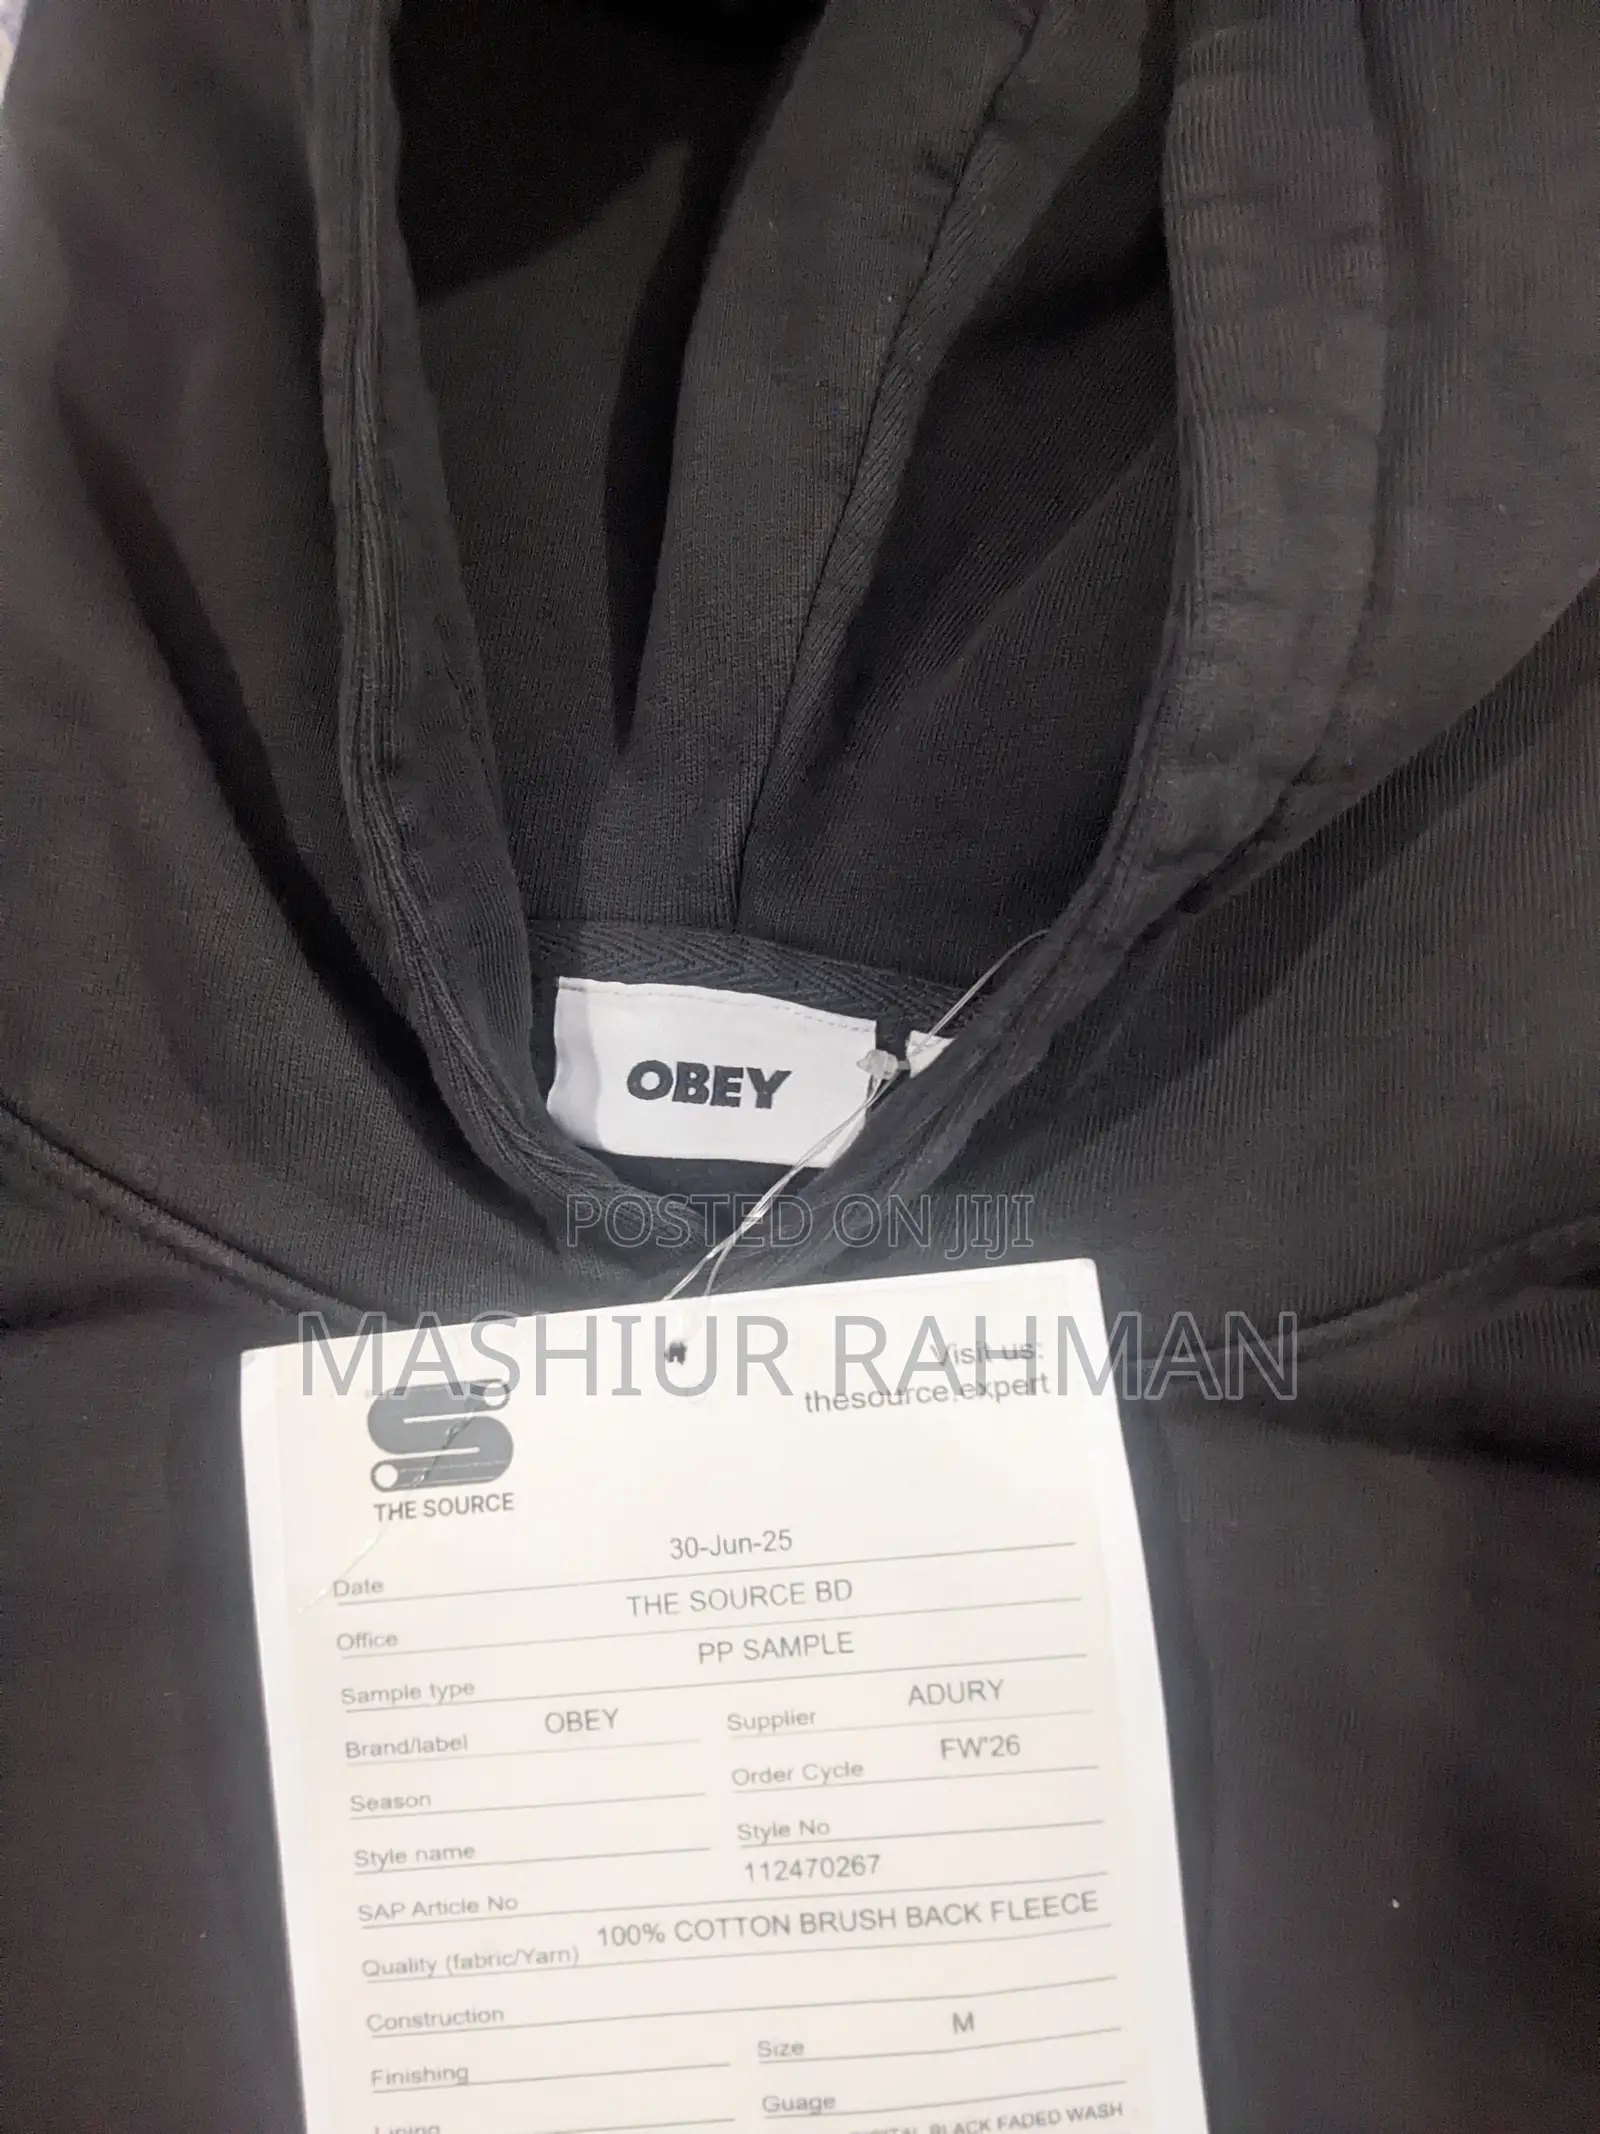 OBEY
POSTED ON JIJI
MASHIUR RAHMAN
Visit us:
thesource.expert
THE SOURCE
Date 30-Jun-25
Office THE SOURCE BD
Sample type PP SAMPLE
Brand/label OBEY Supplier ADURY
Season Order Cycle FW'26
Style name Style No
SAP Article No 112470267
Quality (fabric/Yarn) 100% COTTON BRUSH BACK FLEECE
Construction
Finishing Size M
Lining Guage
BLACK FADED WASH